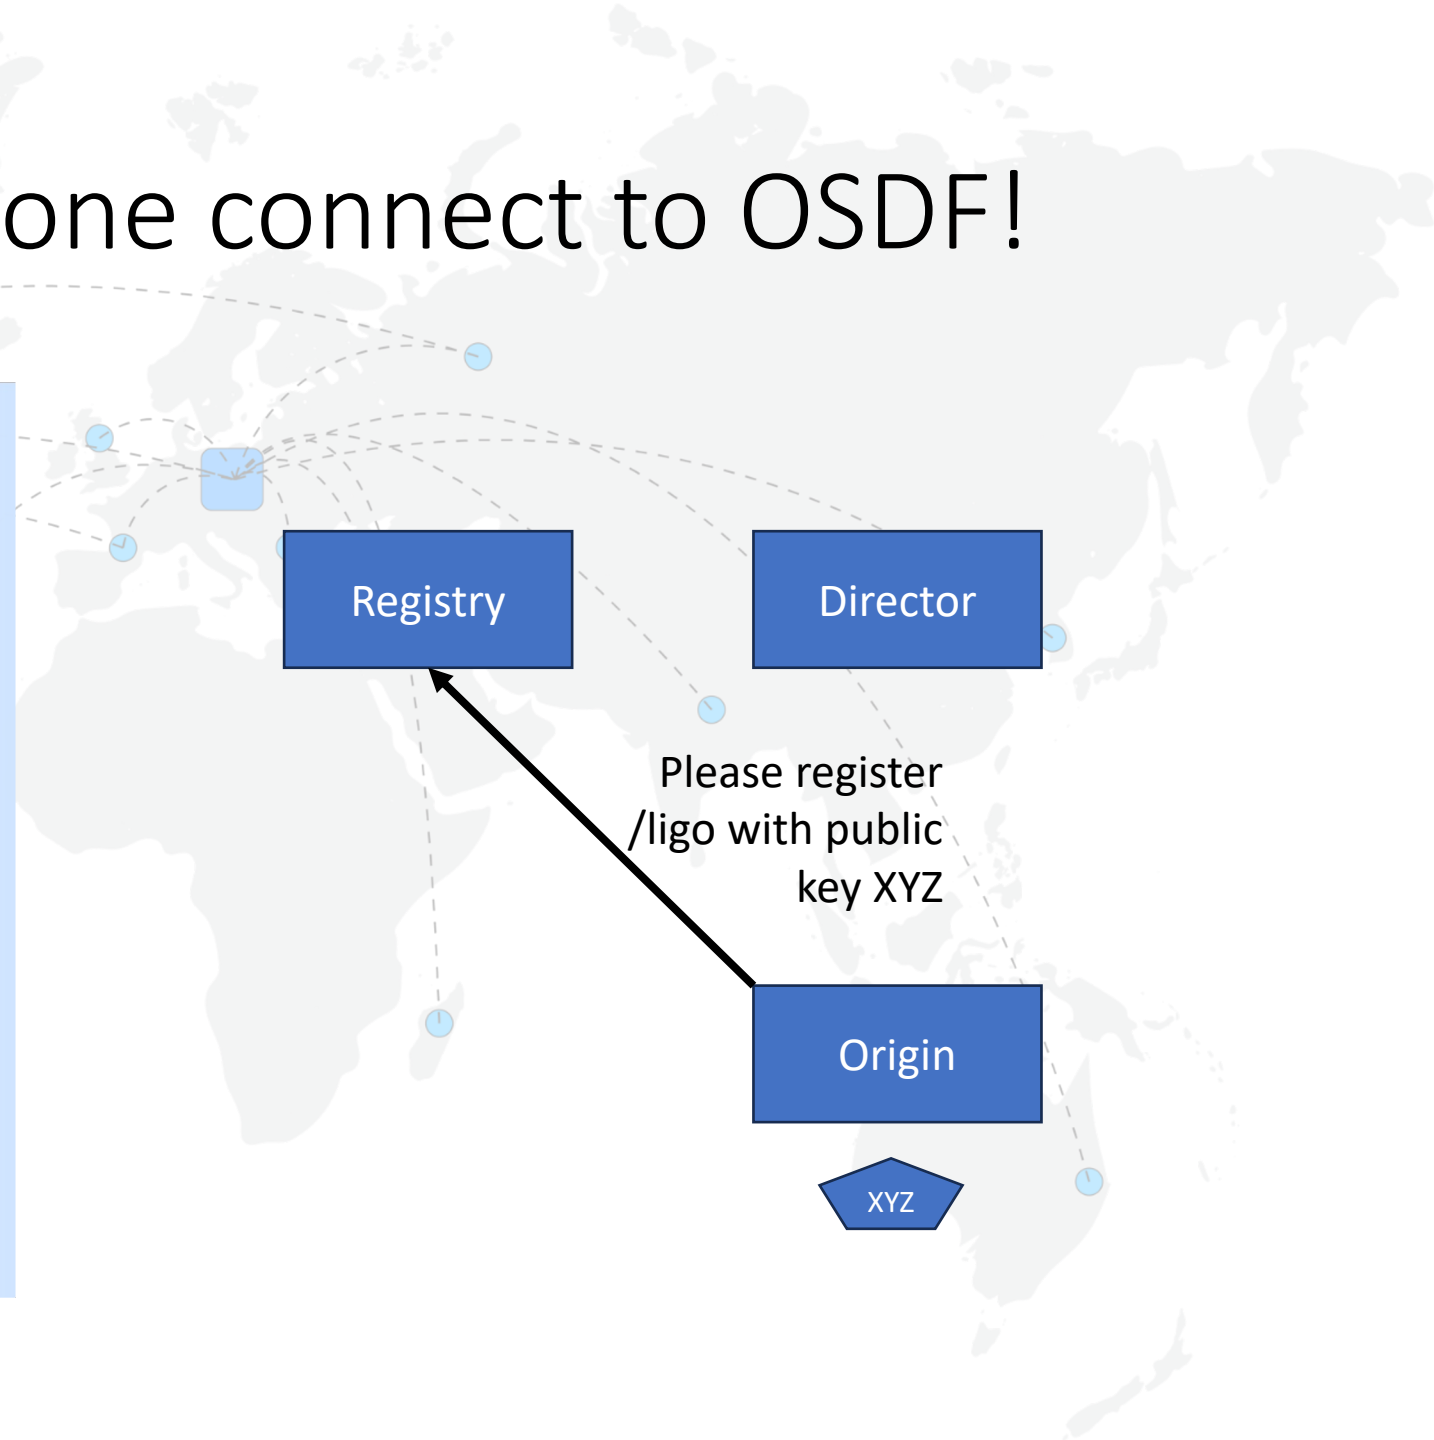 one connect to OSDF!
Registry
Director
Please register
/ligo with public
key XYZ
Origin
XYZ